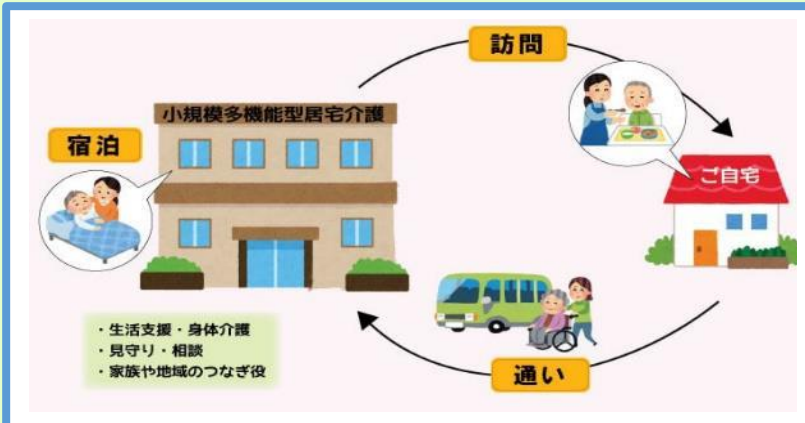 訪問
小規模多機能型居宅介護
宿泊
ご自宅
・生活支援・身体介護
・見守り・相談
・家族や地域のつなぎ役
通い